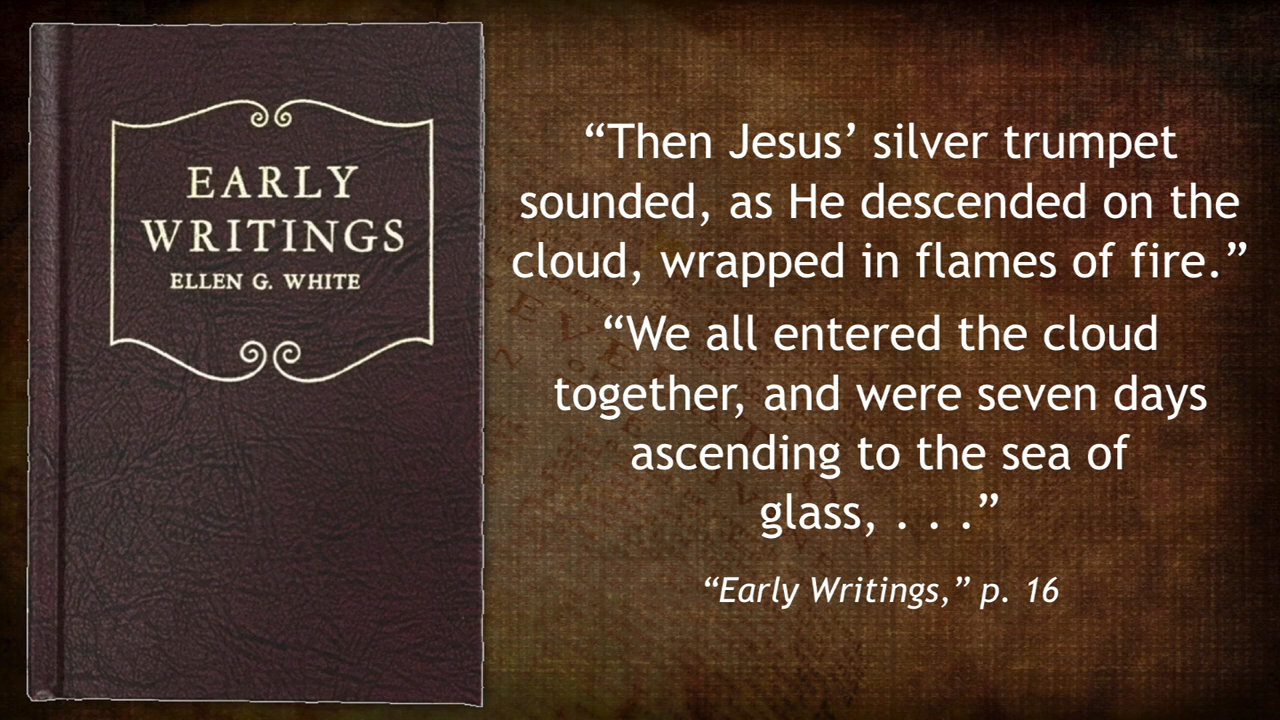 EARLY
WRITINGS
ELLEN G. WHITE
“Then Jesus’ silver trumpet
sounded, as He descended on the
cloud, wrapped in flames of fire.”
“We all entered the cloud
together, and were seven days
ascending to the sea of
glass, . . .”
“Early Writings,” p. 16